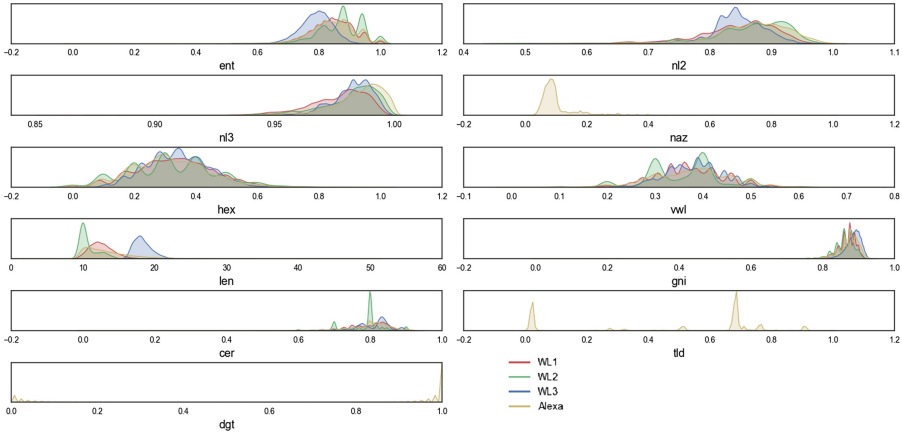 -0.2 0.0 0.2 0.4 0.6 0.8 1.0 1.2
ent
0.4 0.5 0.6 0.7 0.8 0.9 1.0 1.1
nl2
0.85 0.90 0.95 1.00
nl3
-0.2 0.0 0.2 0.4 0.6 0.8 1.0 1.2
naz
-0.2 0.0 0.2 0.4 0.6 0.8 1.0 1.2
hex
-0.1 0.0 0.1 0.2 0.3 0.4 0.5 0.6 0.7 0.8
vwl
0 10 20 30 40 50 60
len
-0.2 0.0 0.2 0.4 0.6 0.8 1.0
gni
-0.2 0.0 0.2 0.4 0.6 0.8 1.0
cer
-0.2 0.0 0.2 0.4 0.6 0.8 1.0 1.2
tld
0.0 0.2 0.4 0.6 0.8 1.0
dgt
WL1
WL2
WL3
Alexa